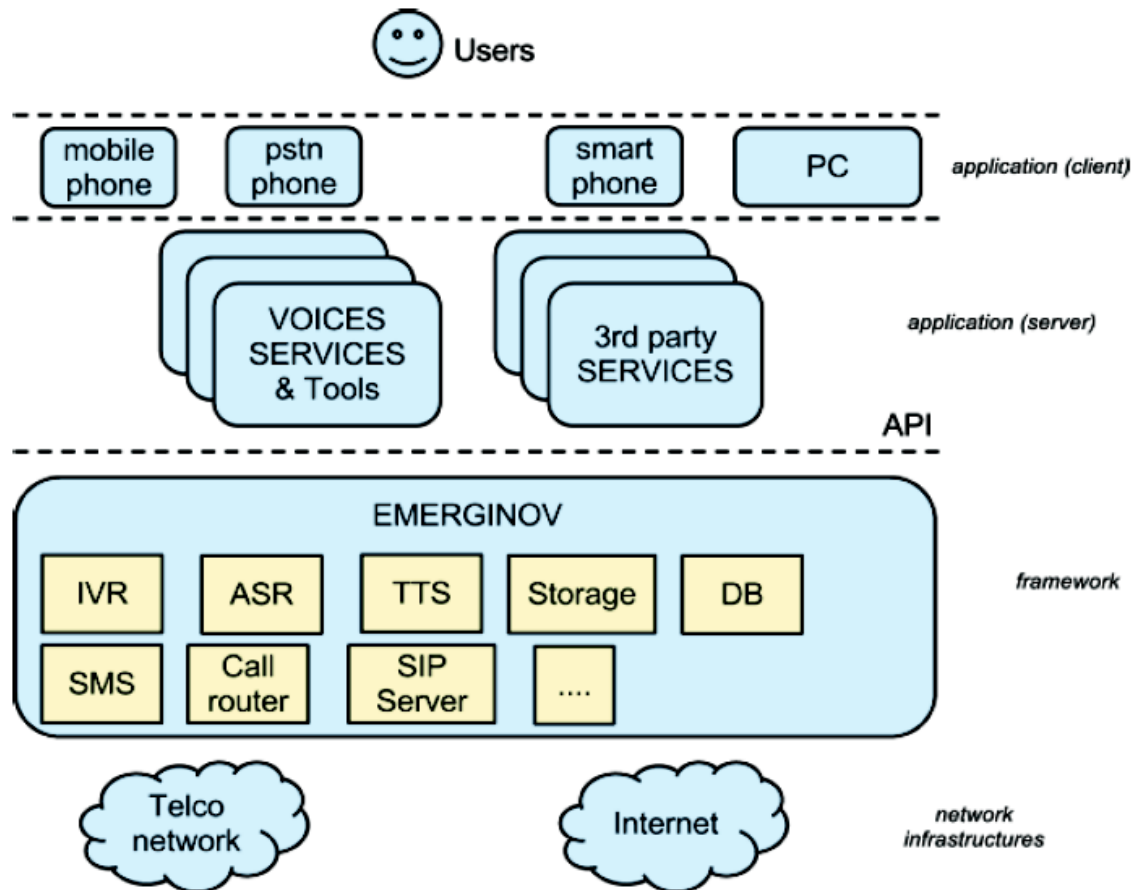 Users
mobile
phone
pstn
phone
smart
phone
PC
application (client)
VOICES
SERVICES
& Tools
3rd party
SERVICES
application (server)
API
EMERGINOV
IVR
ASR
TTS
Storage
DB
framework
SMS
Call
router
SIP
Server
....
Telco
network
Internet
network
infrastructures